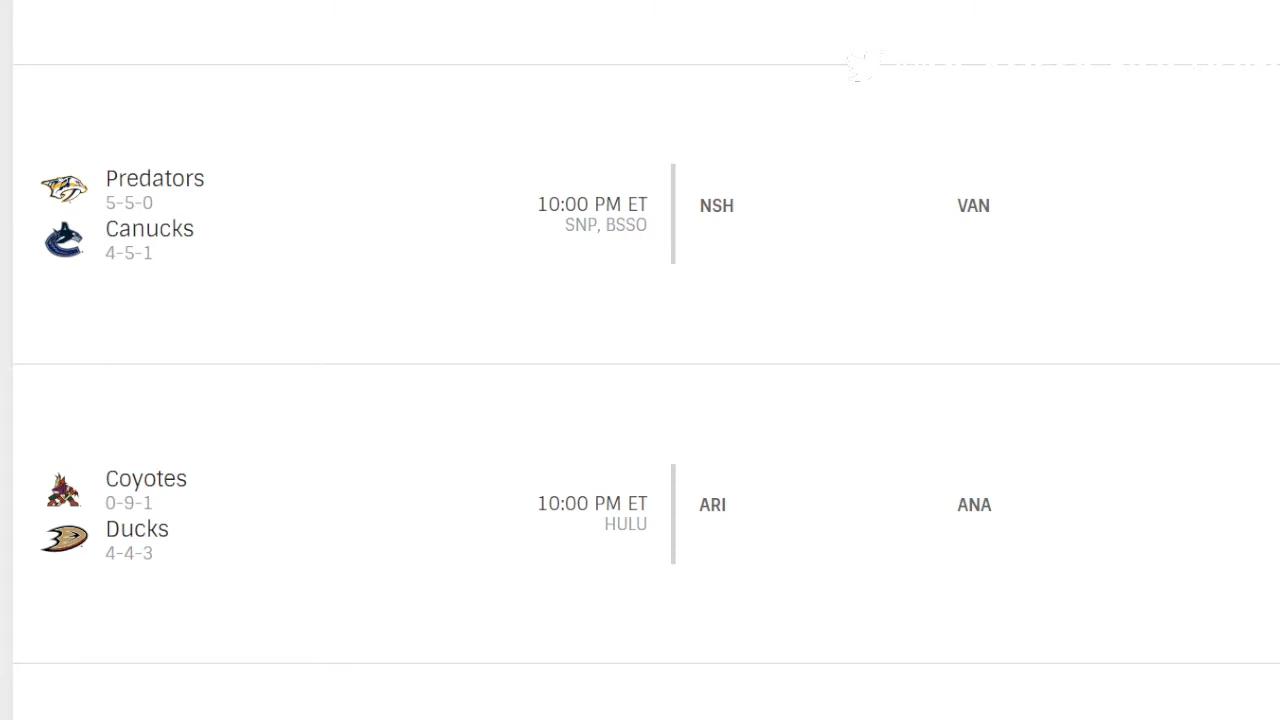 Predators
5-5-0
Canucks
4-5-1
10:00 PM ET
SNP, BSSO
NSH
VAN
Coyotes
0-9-1
Ducks
4-4-3
10:00 PM ET
HULU
ARI
ANA